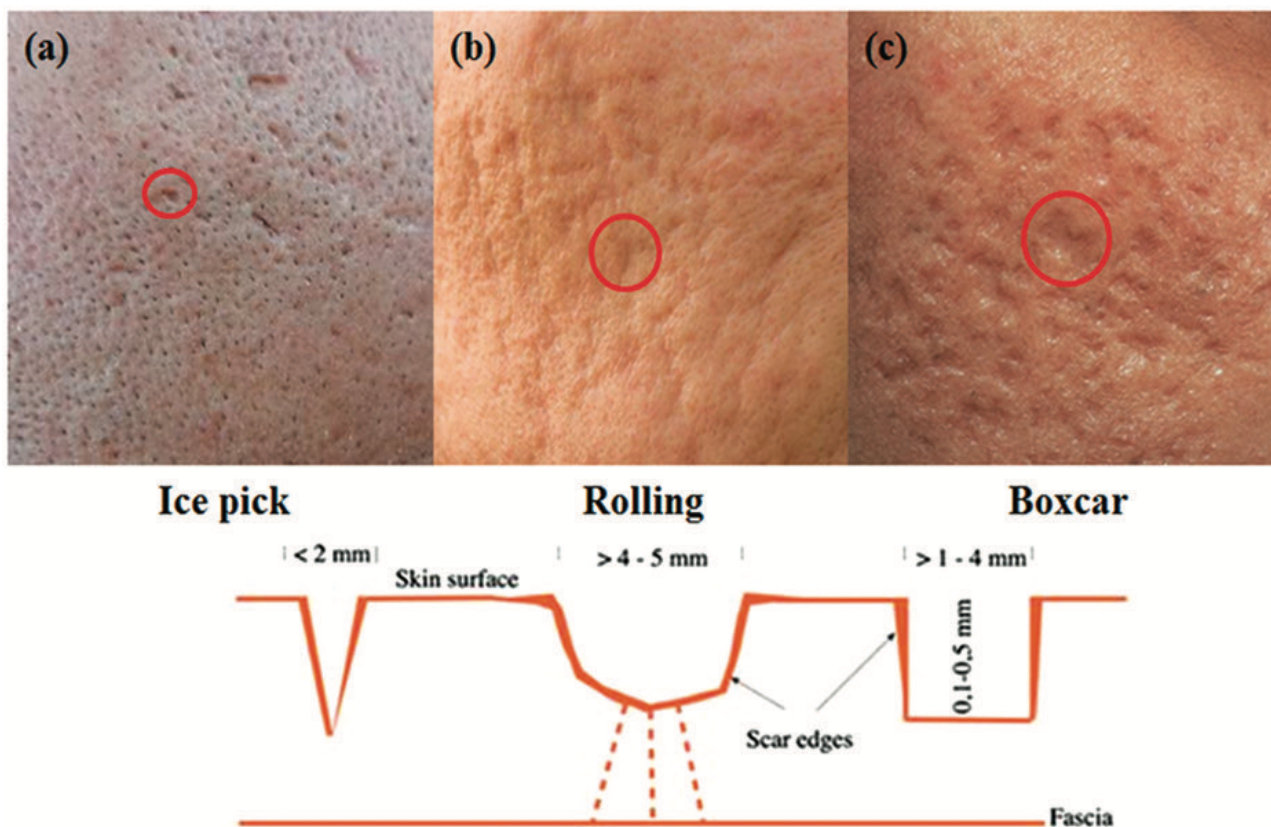 (a) (b) (c)
Ice pick Rolling Boxcar
< 2 mm > 4 - 5 mm > 1 - 4 mm
Skin surface
0.1-0.5 mm
Scar edges
Fascia